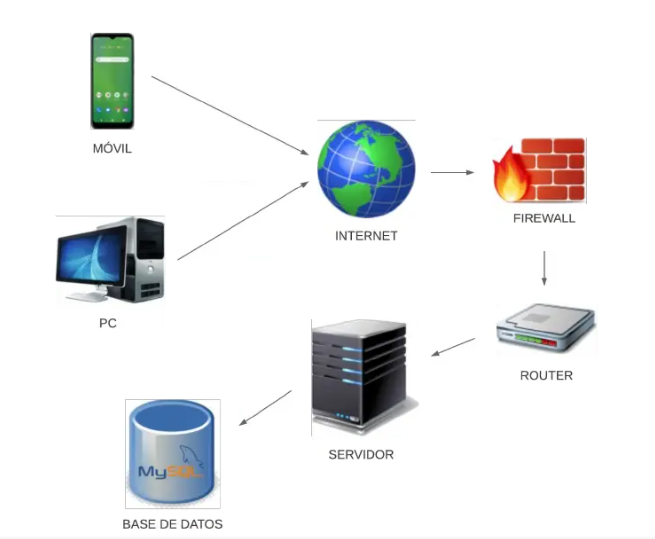 MÓVIL
INTERNET
FIREWALL
PC
ROUTER
SERVIDOR
MySQL
BASE DE DATOS